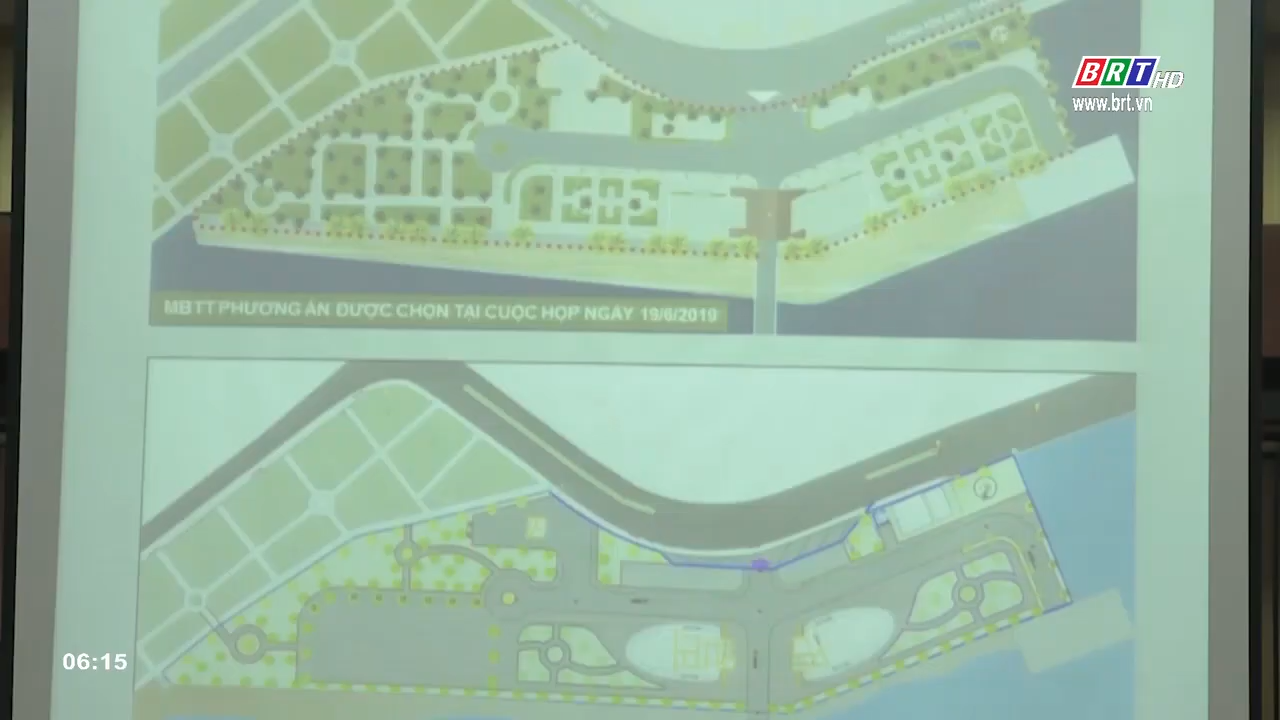 BRT HD
www.brt.vn
MBTT PHƯƠNG ÁN ĐƯỢC CHỌN TẠI CUỘC HỌP NGÀY 19/6/2019
06:15